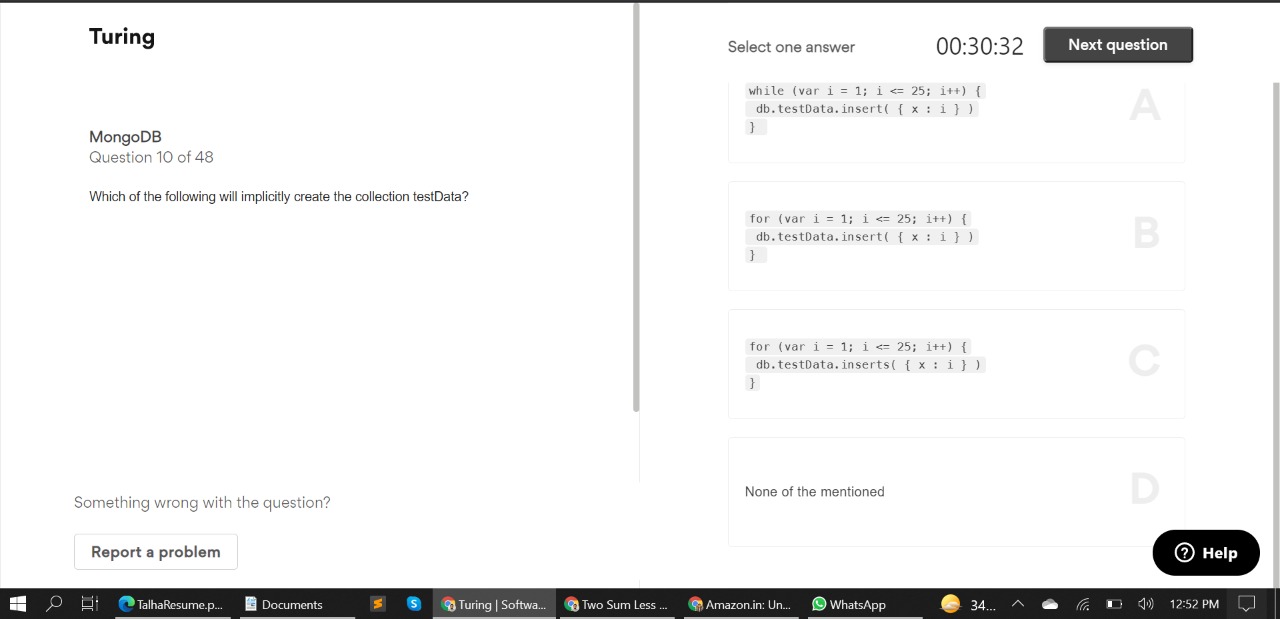 Turing
MongoDB
Question 10 of 48
Which of the following will implicitly create the collection testData?
Something wrong with the question?
Report a problem
Select one answer
00:30:32
Next question
while (var i = 1; i <= 25; i++) {
db.testData.insert( { x : i } )
}
A
for (var i = 1; i <= 25; i++) {
db.testData.insert( { x : i } )
}
B
for (var i = 1; i <= 25; i++) {
db.testData.inserts( { x : i } )
}
C
None of the mentioned
D
? Help
TalhaResume.p...
Documents
Turing | Softwa...
Two Sum Less ...
Amazon.in: Un...
WhatsApp
34...
12:52 PM